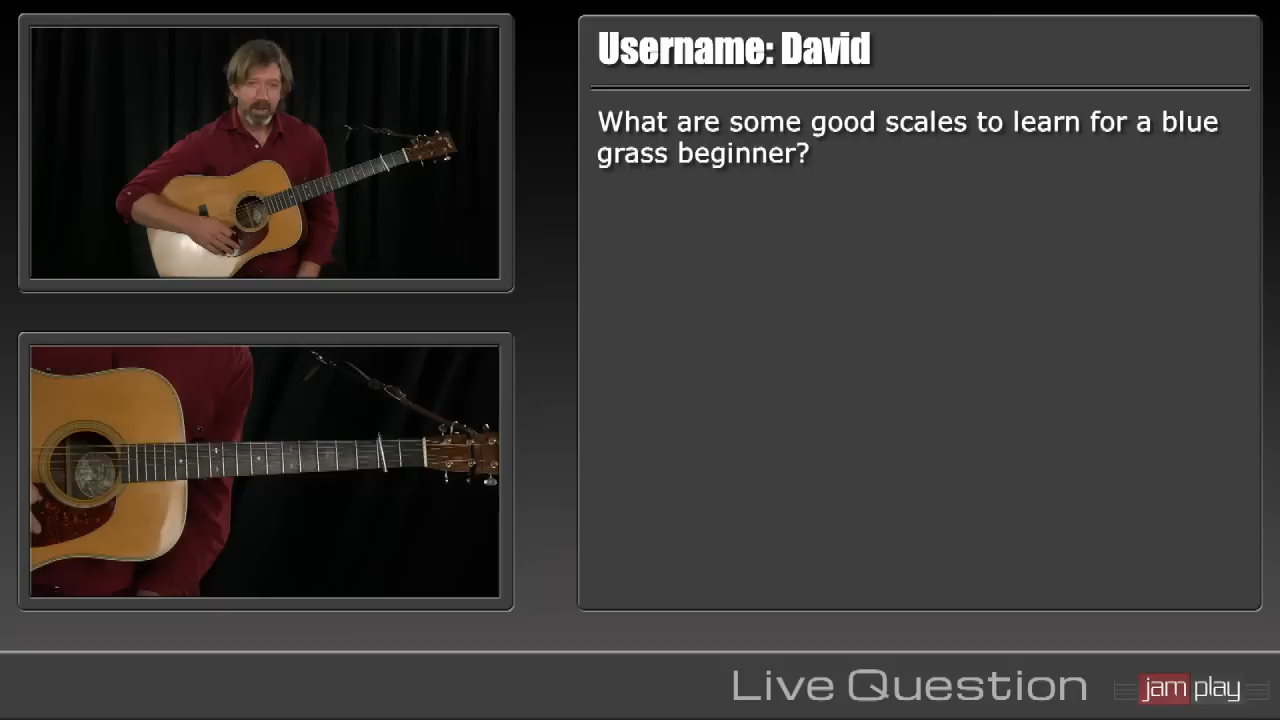 Username: David
What are some good scales to learn for a blue
grass beginner?
Live Question
jam play